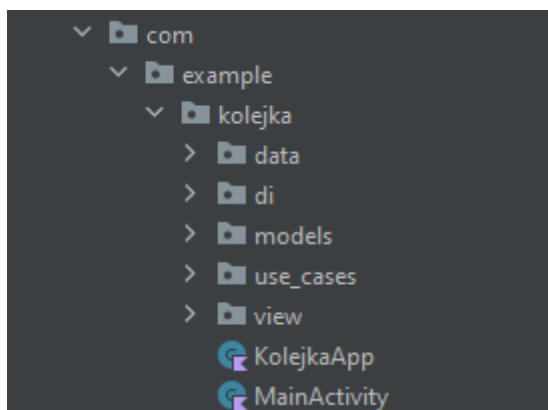 com
example
kolejka
data
di
models
use_cases
view
KolejkaApp
MainActivity